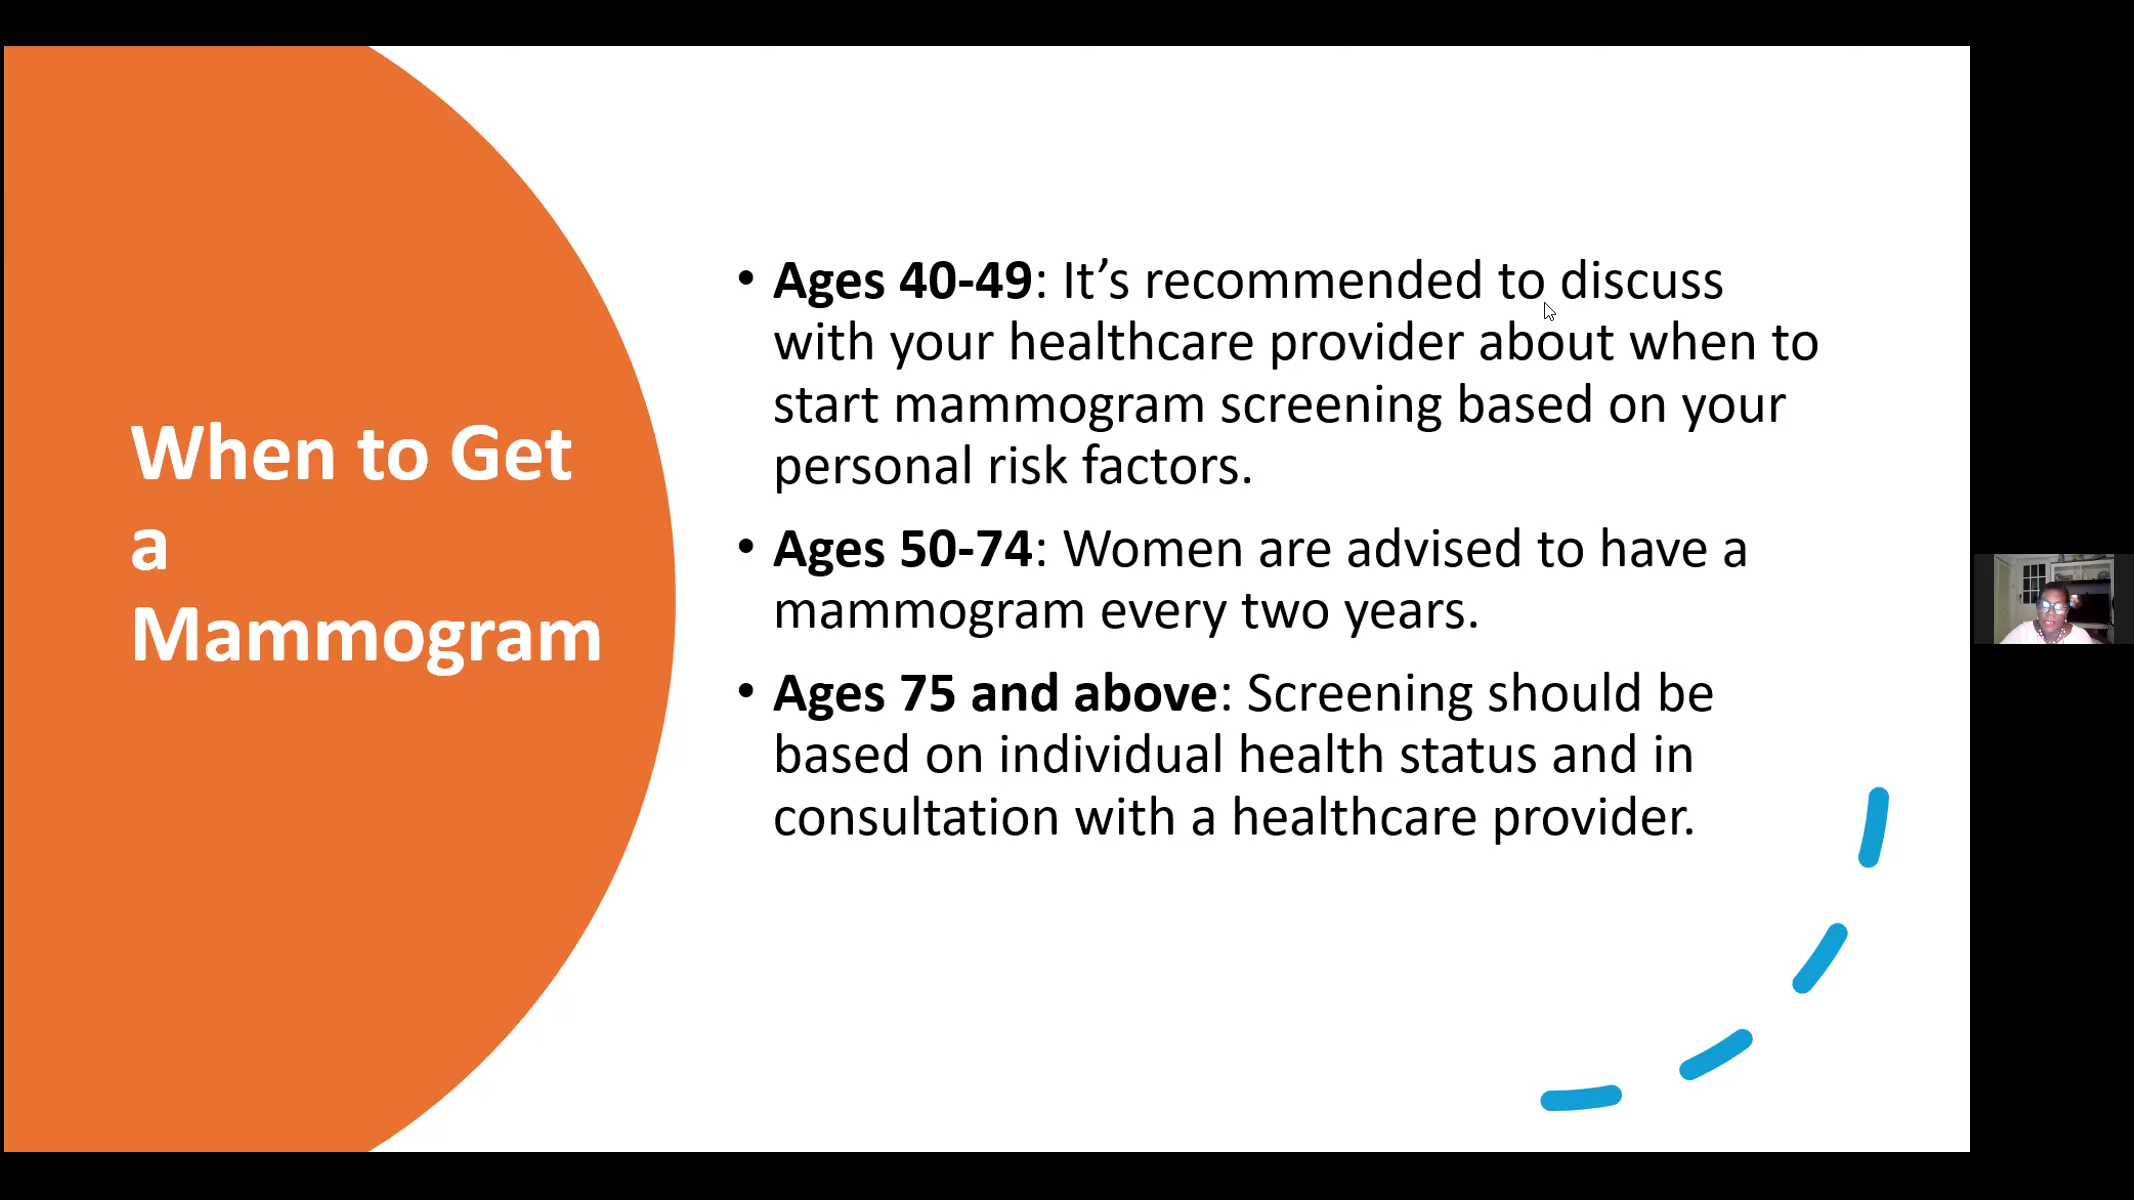 When to Get
a
Mammogram
• Ages 40-49: It’s recommended to discuss
with your healthcare provider about when to
start mammogram screening based on your
personal risk factors.
• Ages 50-74: Women are advised to have a
mammogram every two years.
• Ages 75 and above: Screening should be
based on individual health status and in
consultation with a healthcare provider.